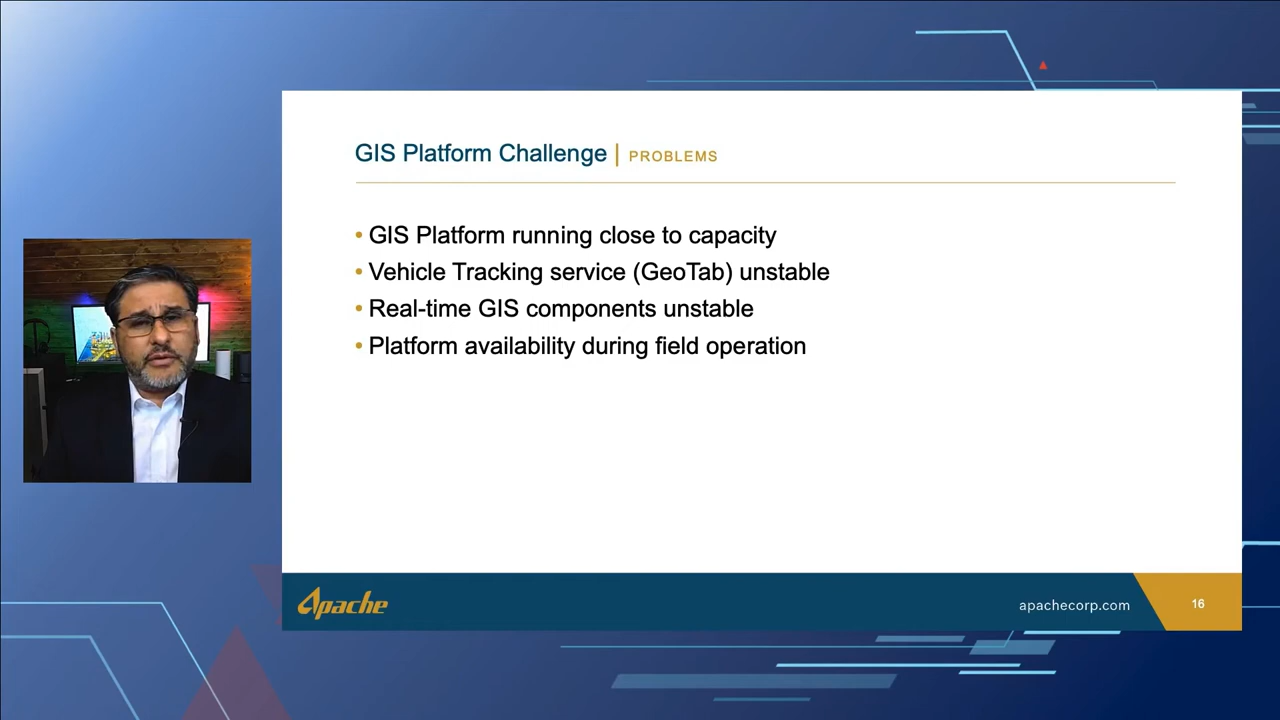 GIS Platform Challenge | PROBLEMS
• GIS Platform running close to capacity
• Vehicle Tracking service (GeoTab) unstable
• Real-time GIS components unstable
• Platform availability during field operation
Apache
apachecorp.com
16